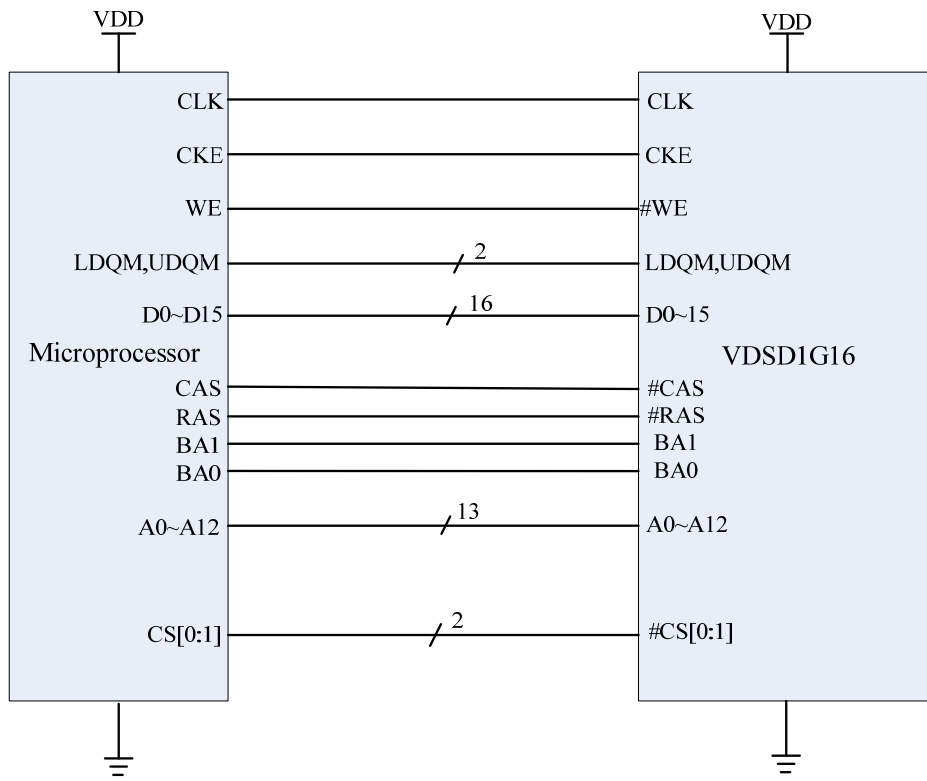 VDD VDD
CLK CLK
CKE CKE
WE #WE
LDQM,UDQM 2 LDQM,UDQM
D0~D15 16 D0~15
Microprocessor VDSD1G16
CAS #CAS
RAS #RAS
BA1 BA1
BA0 BA0
A0~A12 13 A0~A12
CS[0:1] 2 #CS[0:1]